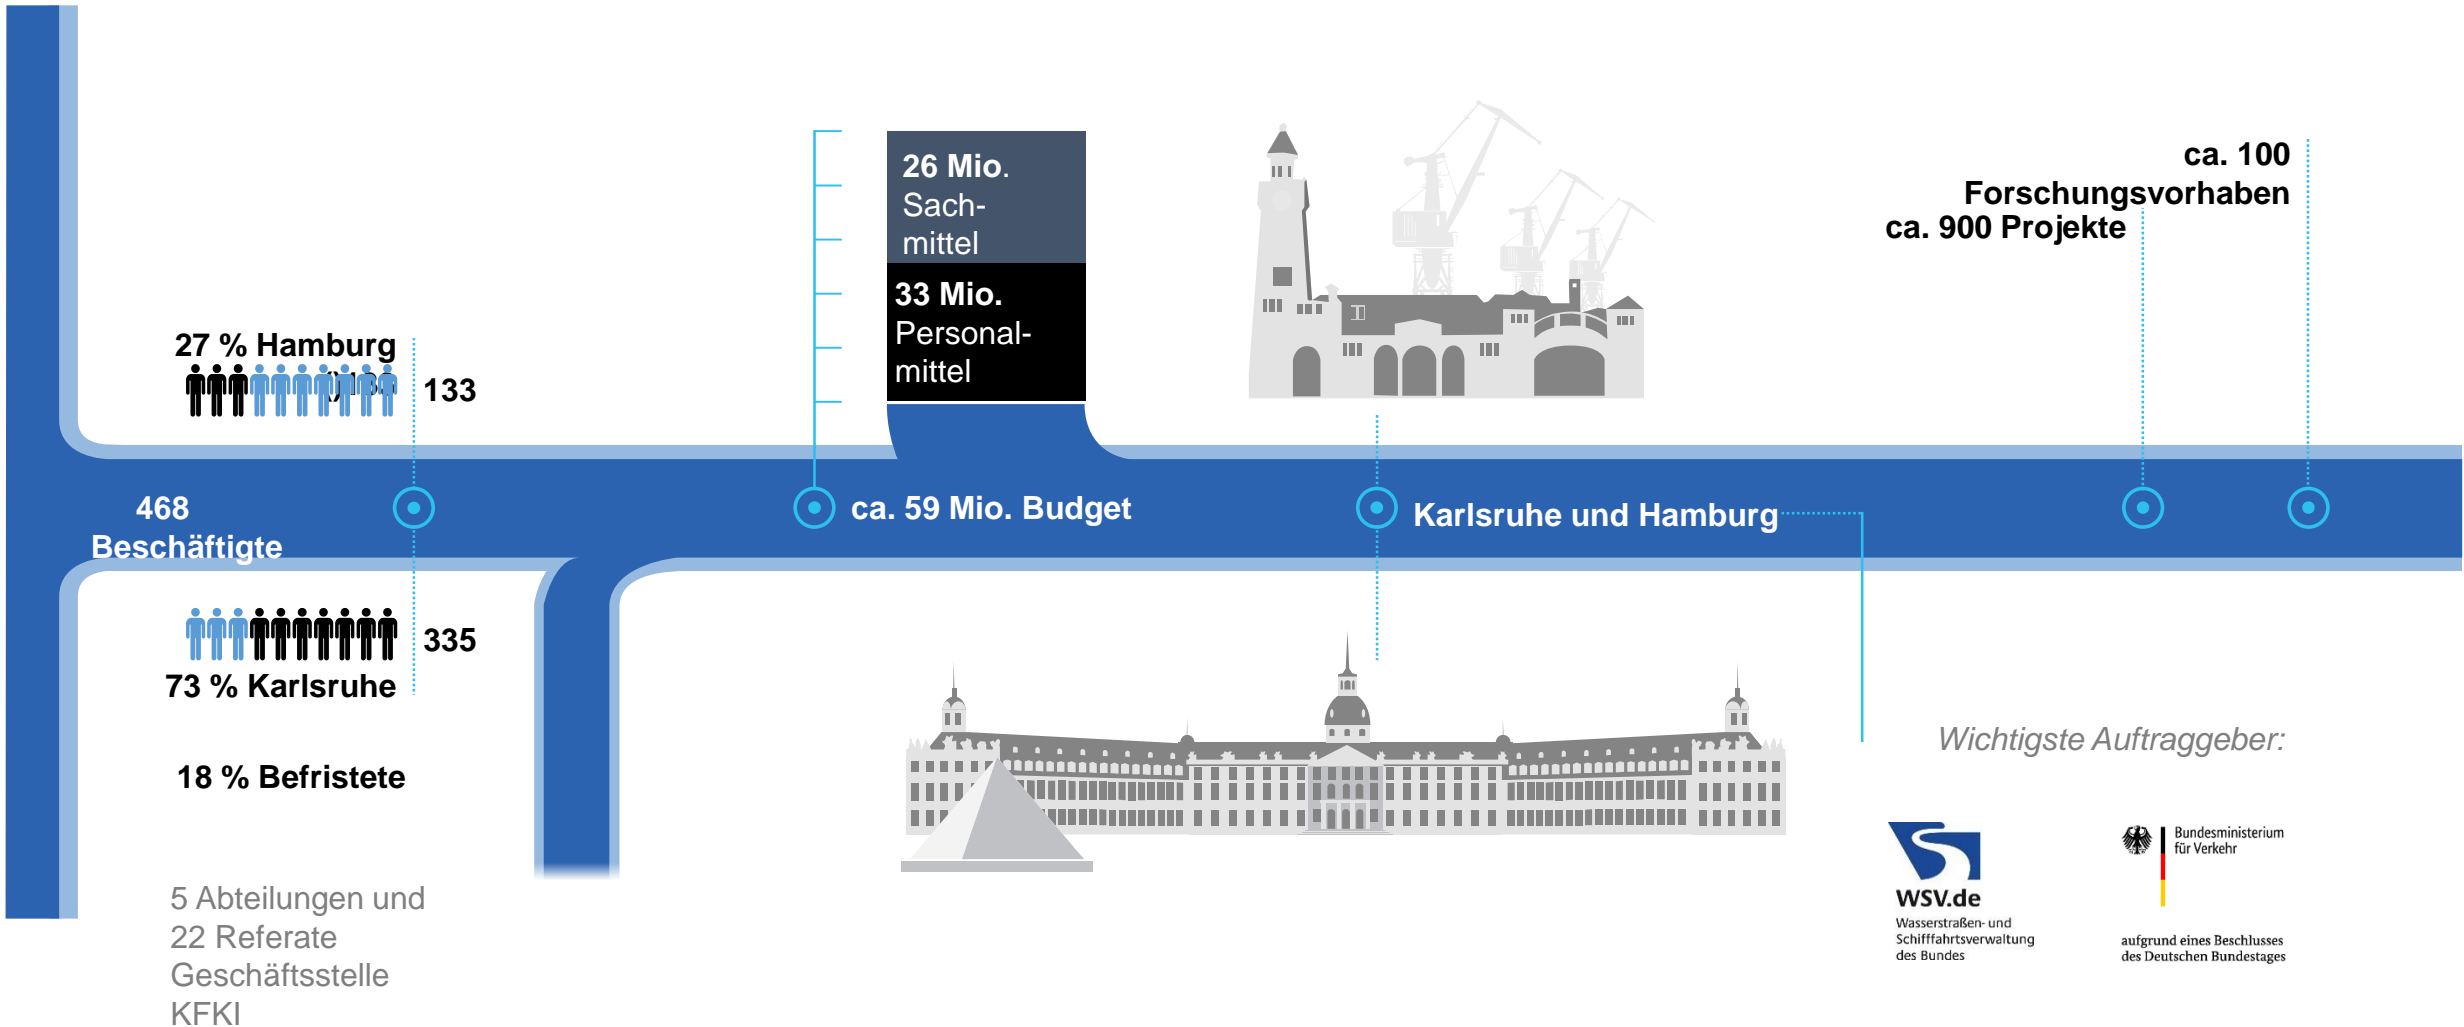 26 Mio.
Sach-
mittel
33 Mio.
Personal-
mittel
ca. 100
Forschungsvorhaben
ca. 900 Projekte
27 % Hamburg
133
468
Beschäftigte
ca. 59 Mio. Budget
Karlsruhe und Hamburg
335
73 % Karlsruhe
18 % Befristete
5 Abteilungen und
22 Referate
Geschäftsstelle
KFKI
Wichtigste Auftraggeber:
WSV.de
Wasserstraßen- und
Schifffahrtsverwaltung
des Bundes
Bundesministerium
für Verkehr
aufgrund eines Beschlusses
des Deutschen Bundestages